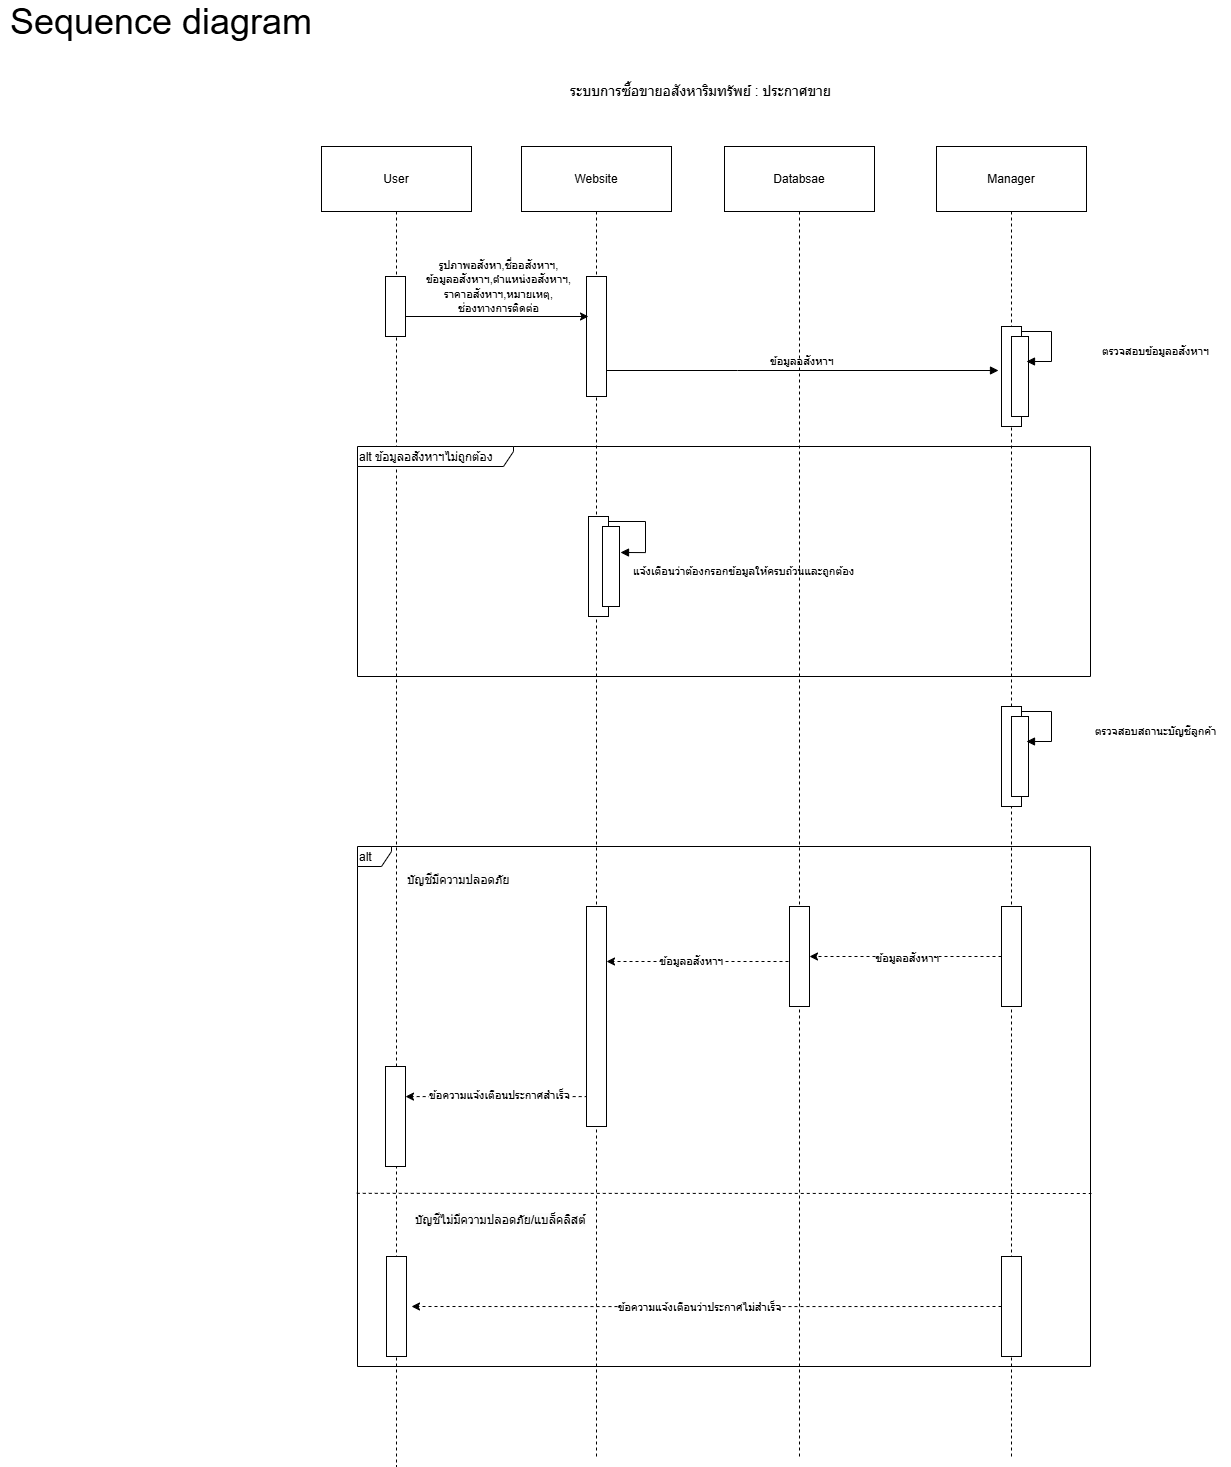 Sequence diagram
ระบบการซื้อขายอสังหาริมทรัพย์ : ประกาศขาย
User
Website
Databsae
Manager
รูปภาพอสังหา,ชื่ออสังหาฯ,
ข้อมูลอสังหาฯ,ตำแหน่งอสังหาฯ,
ราคาอสังหาฯ,หมายเหตุ,
ช่องทางการติดต่อ
ตรวจสอบข้อมูลอสังหาฯ
ข้อมูลอสังหาฯ
alt ข้อมูลอสังหาฯไม่ถูกต้อง
แจ้งเตือนว่าต้องกรอกข้อมูลให้ครบถ้วนและถูกต้อง
ตรวจสอบสถานะบัญชีลูกค้า
alt
บัญชีมีความปลอดภัย
ข้อมูลอสังหาฯ
ข้อมูลอสังหาฯ
ข้อความแจ้งเตือนประกาศสำเร็จ
บัญชีไม่มีความปลอดภัย/แบล็คลิสต์
ข้อความแจ้งเตือนว่าประกาศไม่สำเร็จ